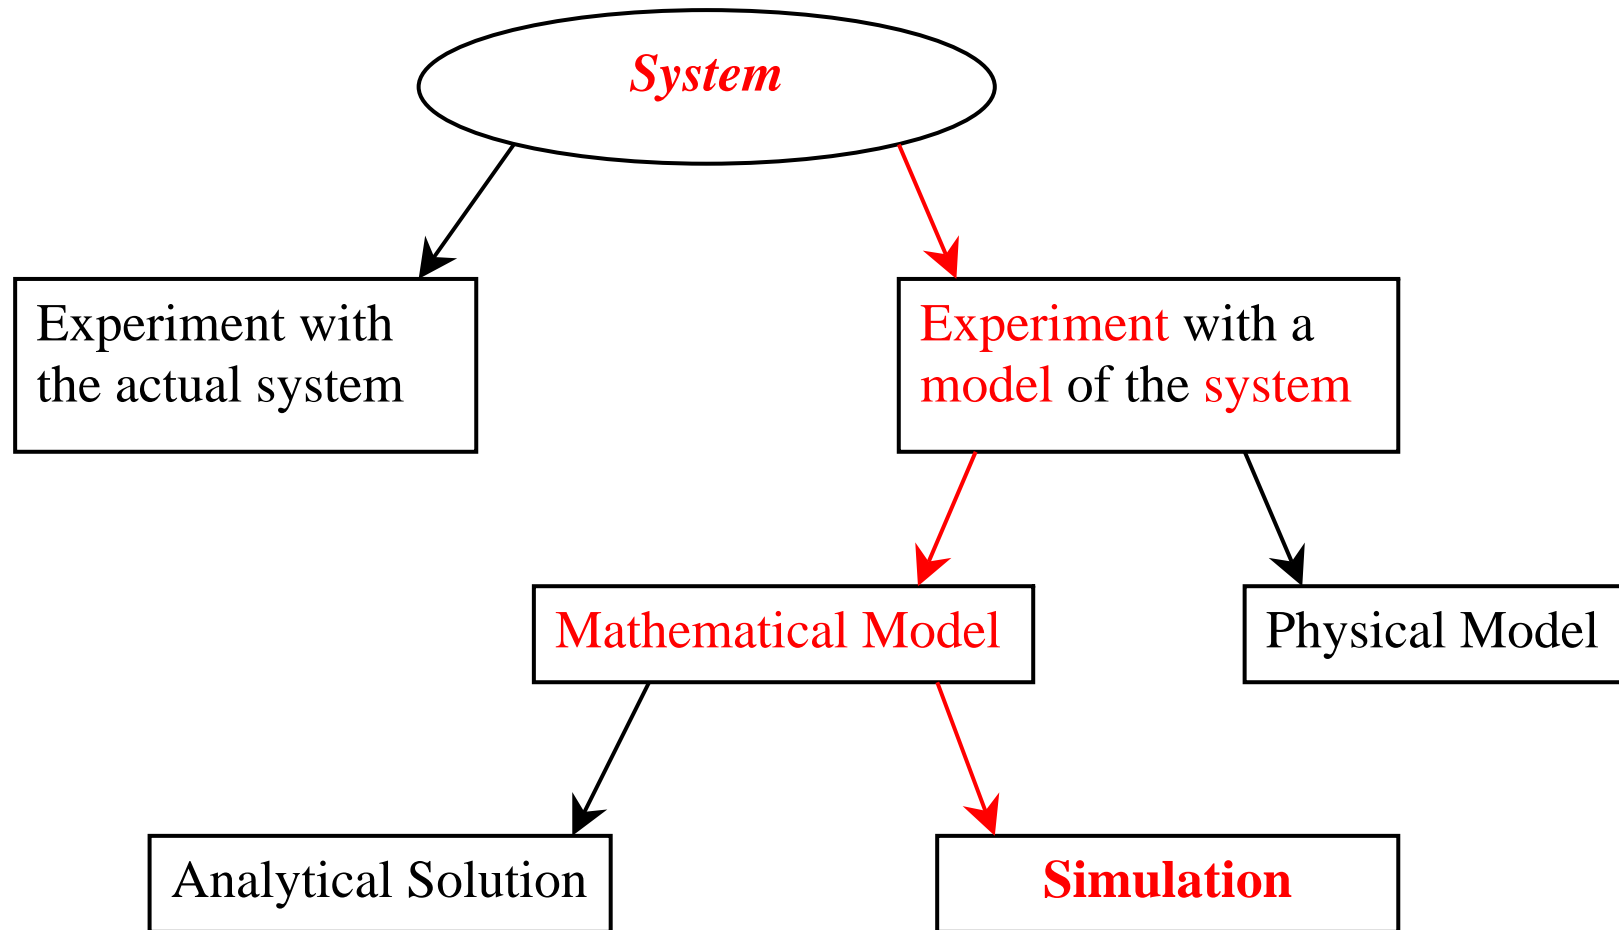 System
Experiment with
the actual system
Experiment with a
model of the system
Mathematical Model
Physical Model
Analytical Solution
Simulation